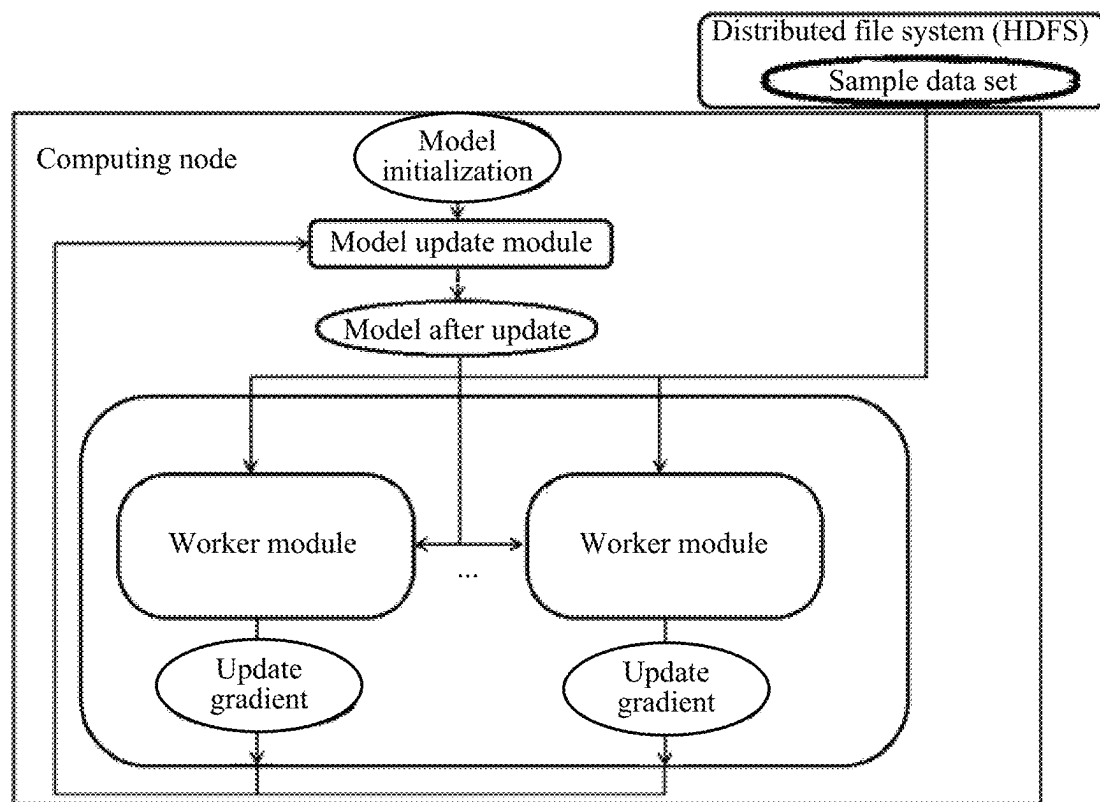 Distributed file system (HDFS)
Sample data set
Computing node
Model
initialization
Model update module
Model after update
Worker module
...
Worker module
Update
gradient
Update
gradient